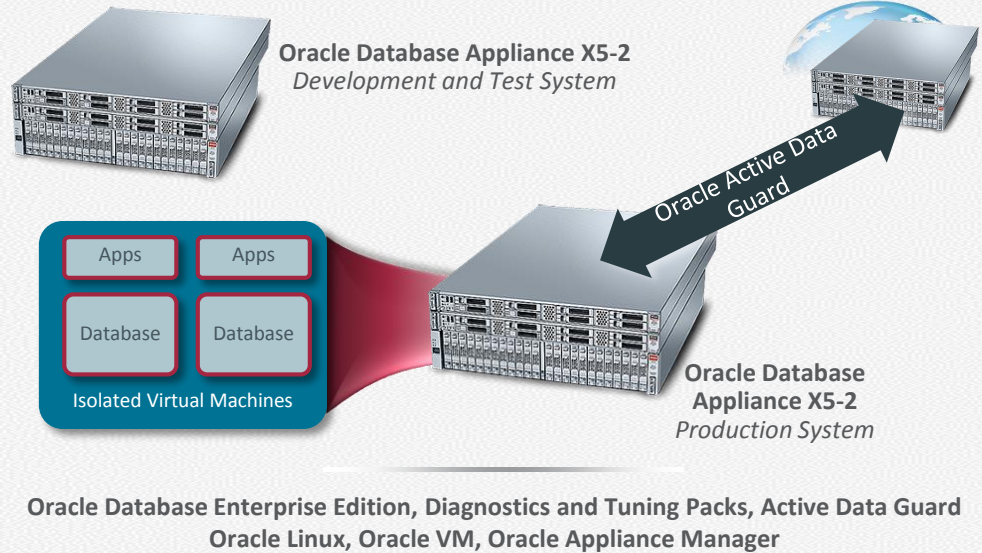 Oracle Database Appliance X5-2
Development and Test System
Oracle Active Data
Guard
Apps
Apps
Database
Database
Isolated Virtual Machines
Oracle Database
Appliance X5-2
Production System
Oracle Database Enterprise Edition, Diagnostics and Tuning Packs, Active Data Guard
Oracle Linux, Oracle VM, Oracle Appliance Manager